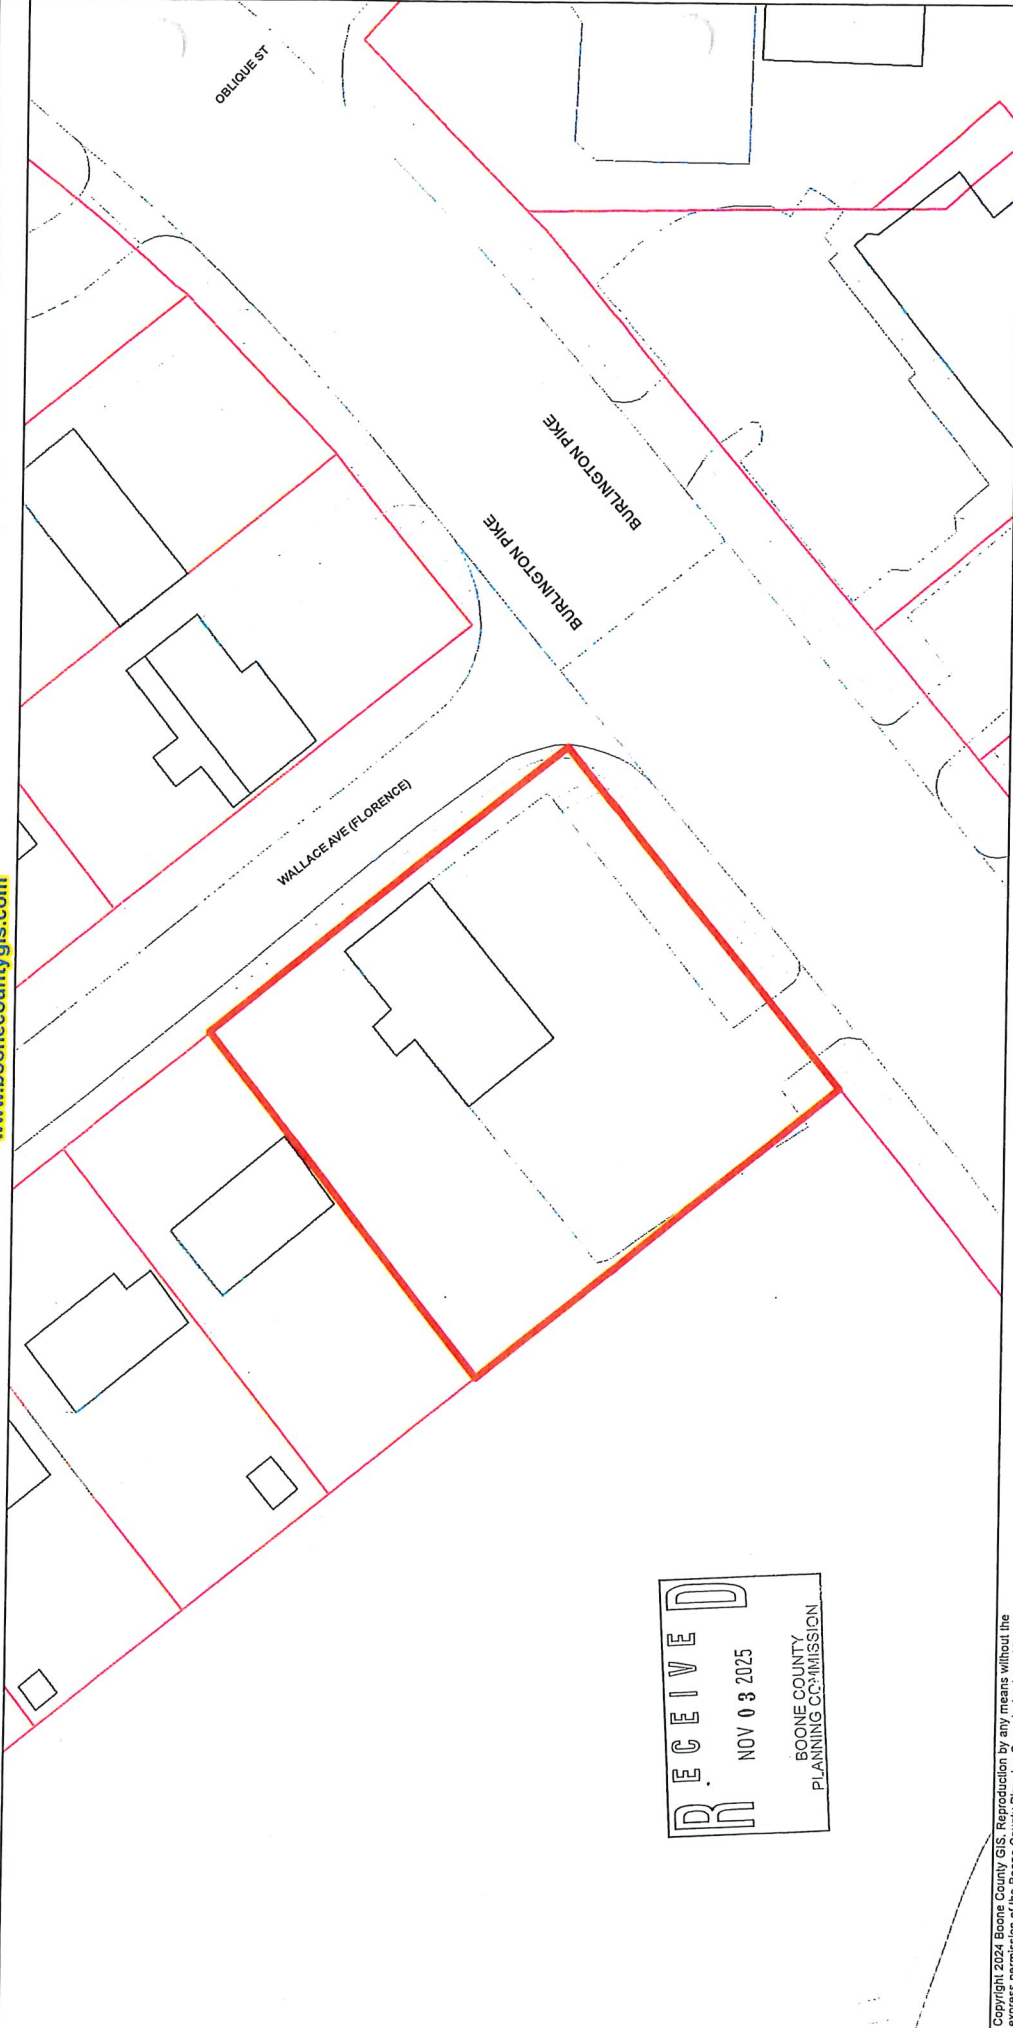 OBLIQUE ST
BURLINGTON PIKE
BURLINGTON PIKE
WALLACE AVE (FLORENCE)
www.boonecountygis.com
RECEIVED
NOV 03 2025
BOONE COUNTY
PLANNING COMMISSION
Copyright 2024 Boone County GIS. Reproduction by any means without the